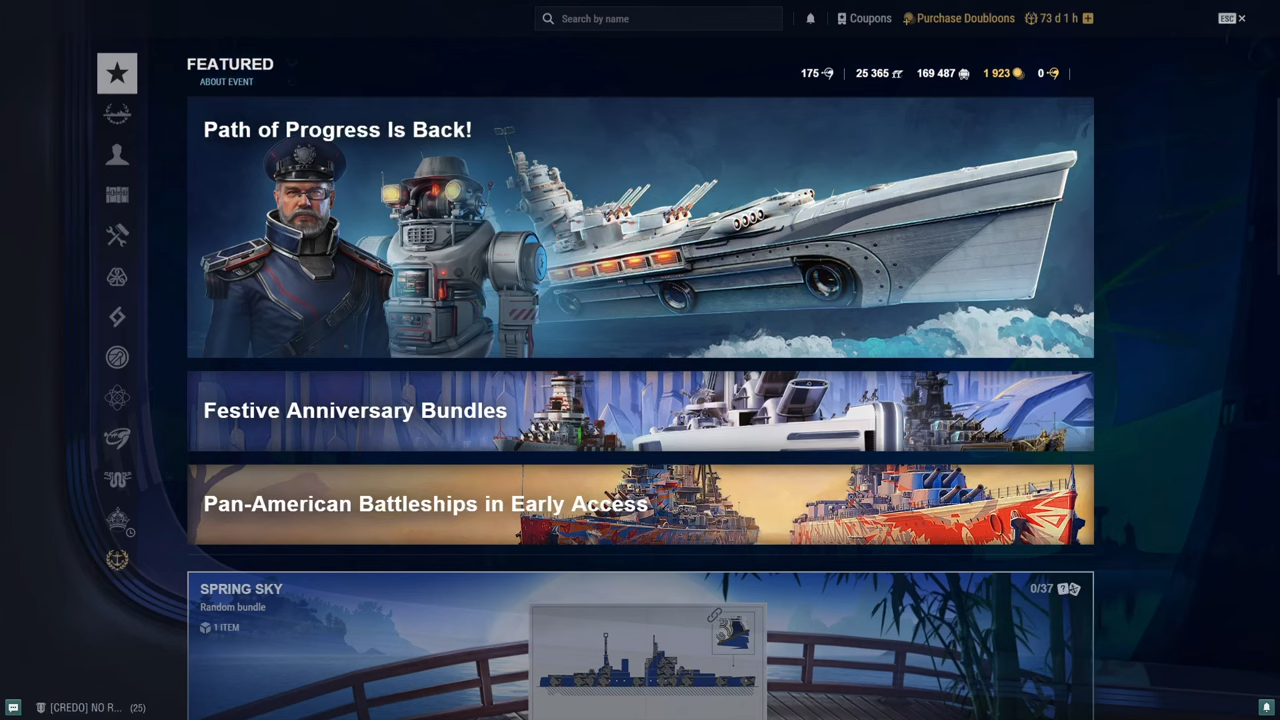 Search by name
Coupons
Purchase Doubloons
73 d 1 h
ESC
FEATURED
ABOUT EVENT
175
25 365
169 487
1 923
0
Path of Progress Is Back!
Festive Anniversary Bundles
Pan-American Battleships in Early Access
SPRING SKY
0/37
Random bundle
1 ITEM
[CREDO] NO R... (25)